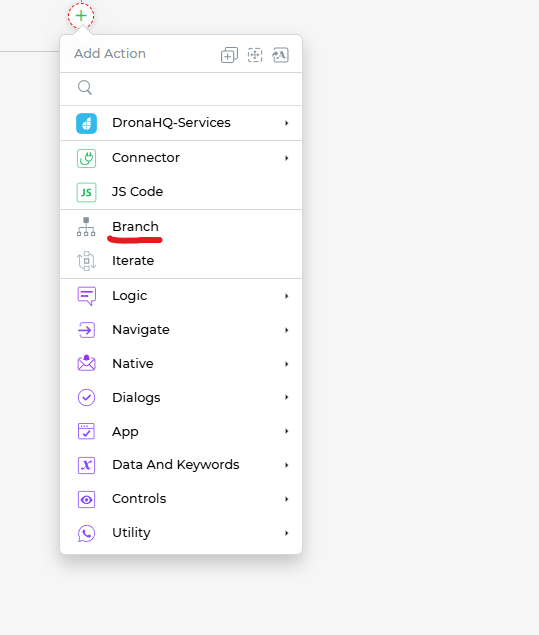 Add Action
DronaHQ-Services
Connector
JS
JS Code
Branch
Iterate
Logic
Navigate
Native
Dialogs
App
Data And Keywords
Controls
Utility